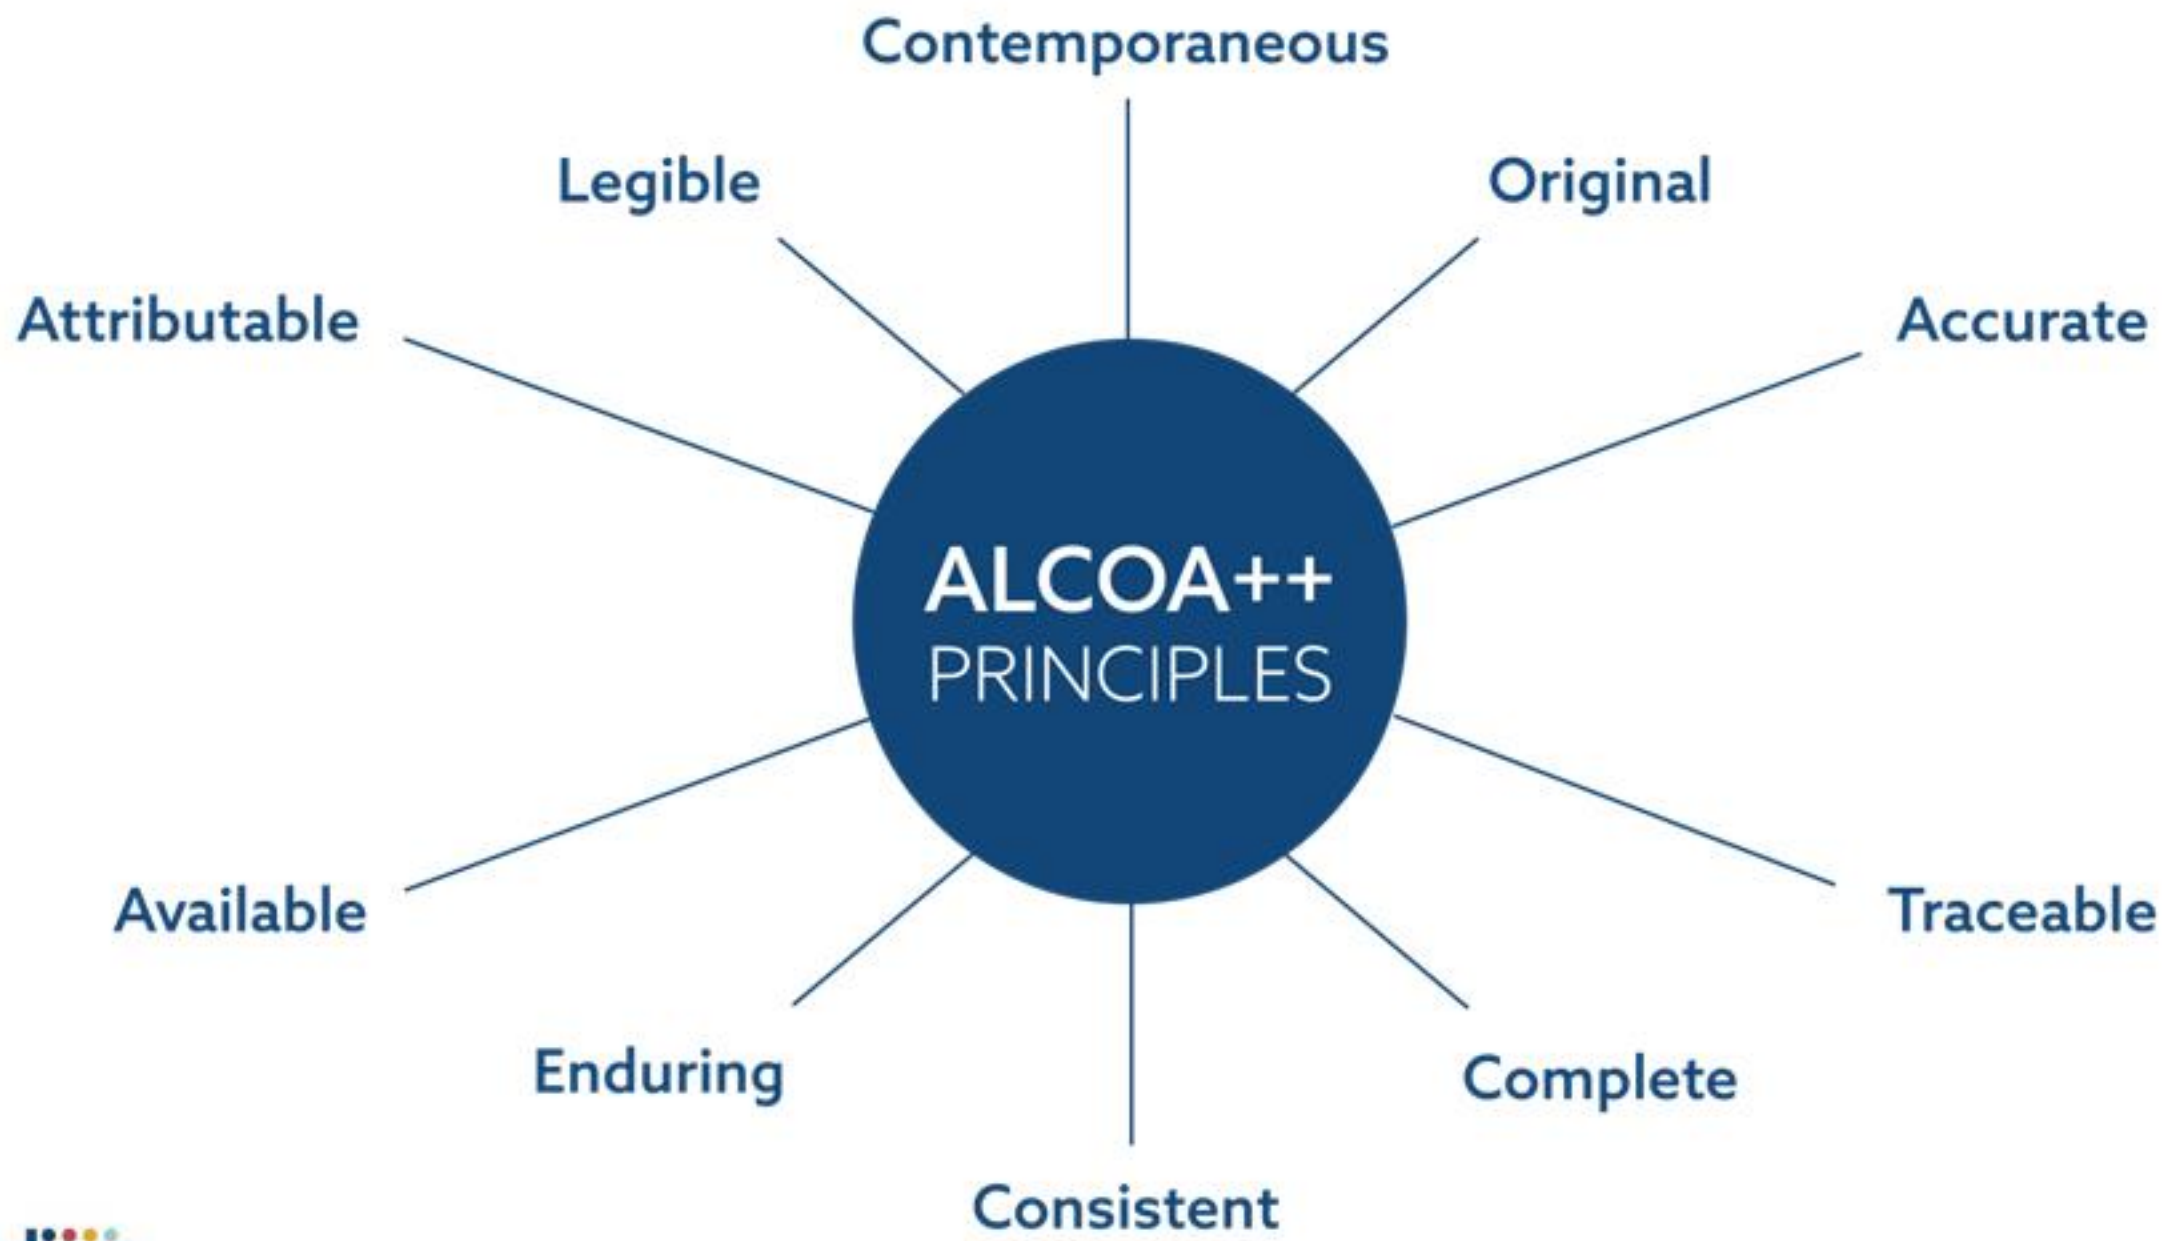 Contemporaneous
Legible
Original
Attributable
Accurate
ALCOA++
PRINCIPLES
Available
Traceable
Enduring
Complete
Consistent